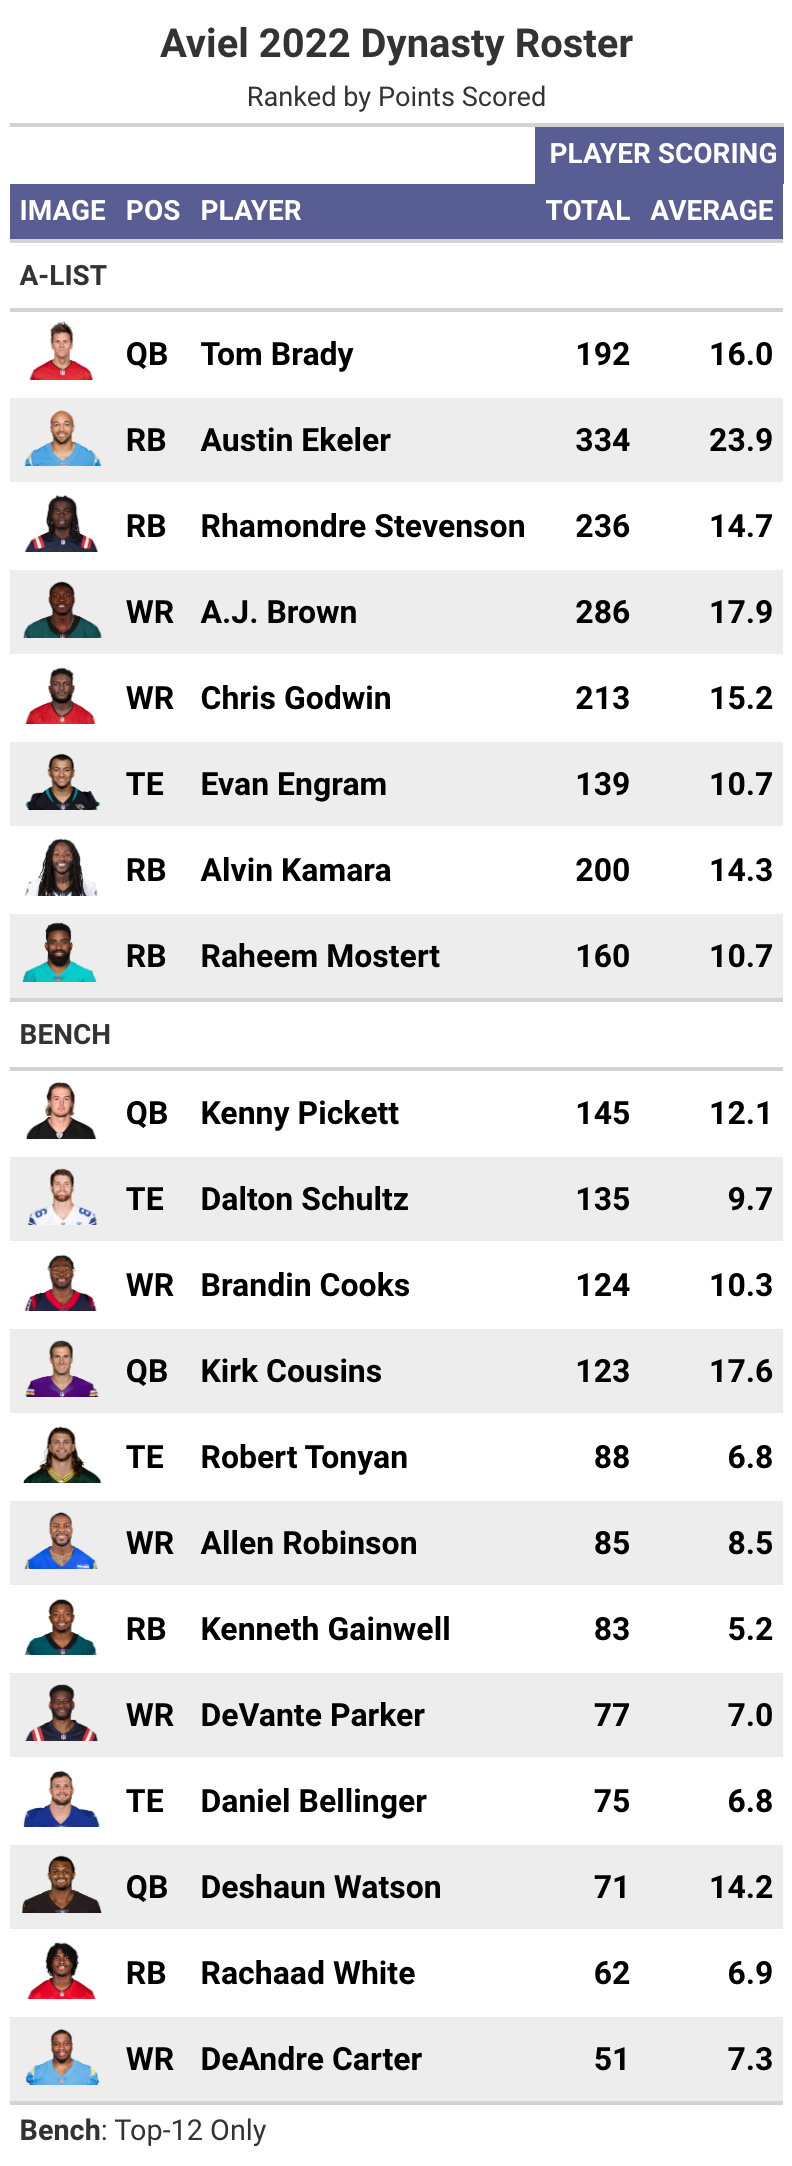 Aviel 2022 Dynasty Roster
Ranked by Points Scored
PLAYER SCORING
IMAGE POS PLAYER TOTAL AVERAGE
A-LIST
QB Tom Brady 192 16.0
RB Austin Ekeler 334 23.9
RB Rhamondre Stevenson 236 14.7
WR A.J. Brown 286 17.9
WR Chris Godwin 213 15.2
TE Evan Engram 139 10.7
RB Alvin Kamara 200 14.3
RB Raheem Mostert 160 10.7
BENCH
QB Kenny Pickett 145 12.1
TE Dalton Schultz 135 9.7
WR Brandin Cooks 124 10.3
QB Kirk Cousins 123 17.6
TE Robert Tonyan 88 6.8
WR Allen Robinson 85 8.5
RB Kenneth Gainwell 83 5.2
WR DeVante Parker 77 7.0
TE Daniel Bellinger 75 6.8
QB Deshaun Watson 71 14.2
RB Rachaad White 62 6.9
WR DeAndre Carter 51 7.3
Bench: Top-12 Only